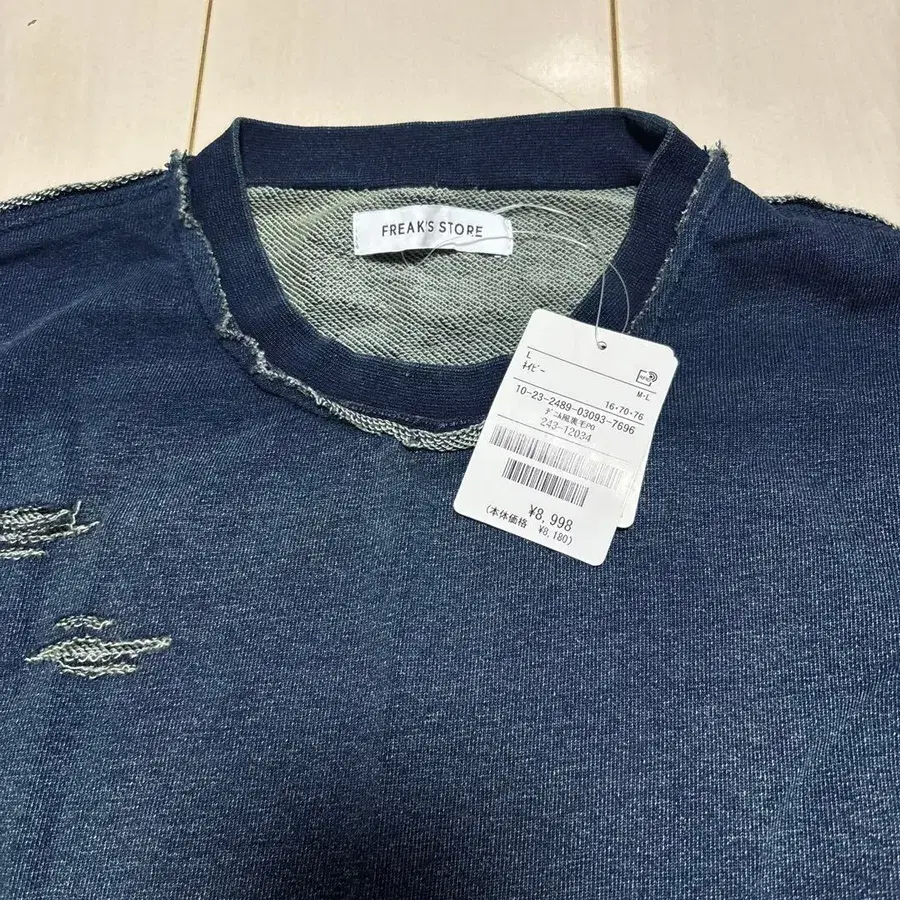 FREAK'S STORE
L
ﾈｲﾋﾞｰ
RFID
M-L
16・70・76
10-23-2489-03093-7696
ﾃﾞﾆﾑ風裏毛PO
243-12034
¥8,998
(本体価格 ¥8,180)